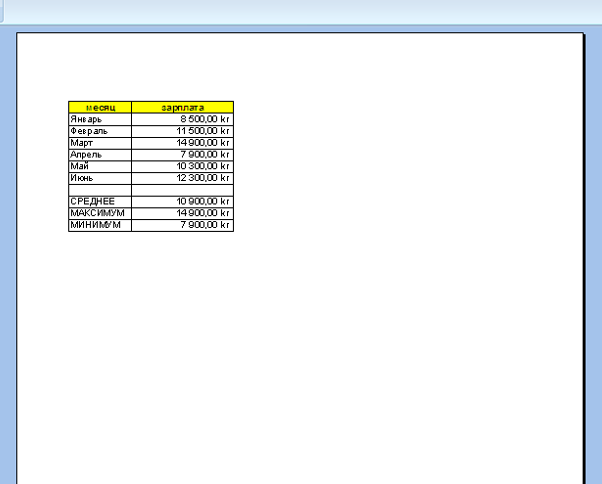 месяц зарплата
Январь 8 500,00 kr
Февраль 11 500,00 kr
Март 14 900,00 kr
Апрель 7 900,00 kr
Май 10 300,00 kr
Июнь 12 300,00 kr
СРЕДНЕЕ 10 900,00 kr
МАКСИМУМ 14 900,00 kr
МИНИМУМ 7 900,00 kr